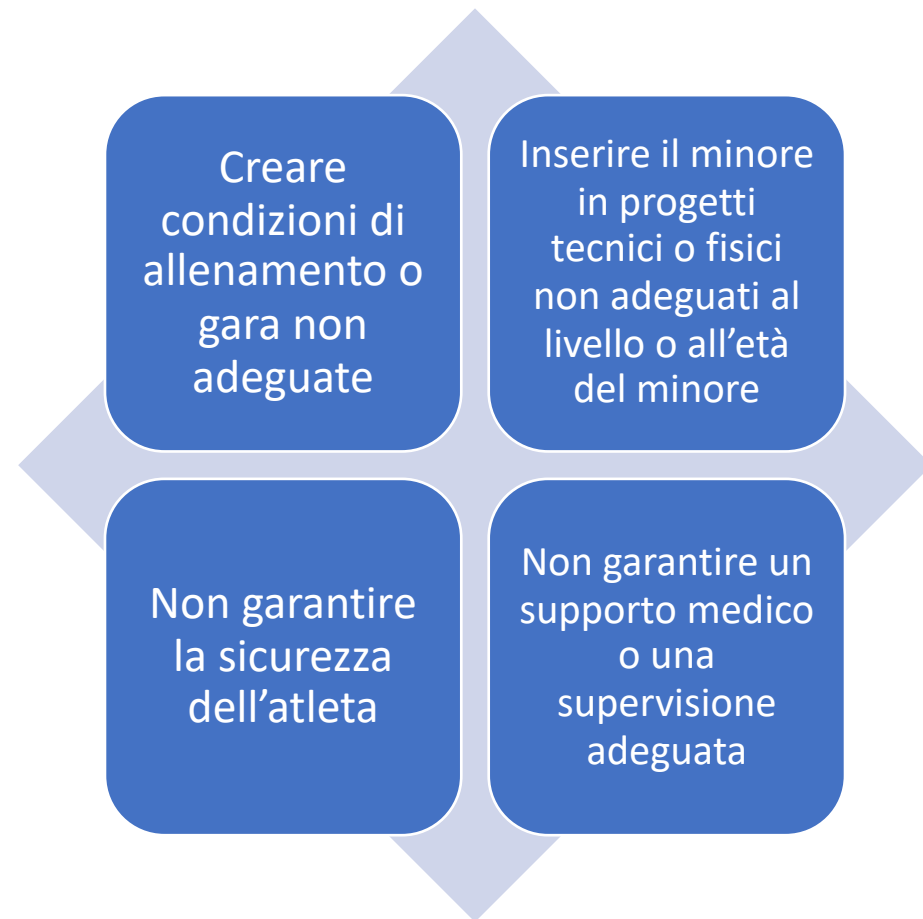 Creare
condizioni di
allenamento o
gara non
adeguate
Inserire il minore
in progetti
tecnici o fisici
non adeguati al
livello o all’età
del minore
Non garantire
la sicurezza
dell’atleta
Non garantire un
supporto medico
o una
supervisione
adeguata